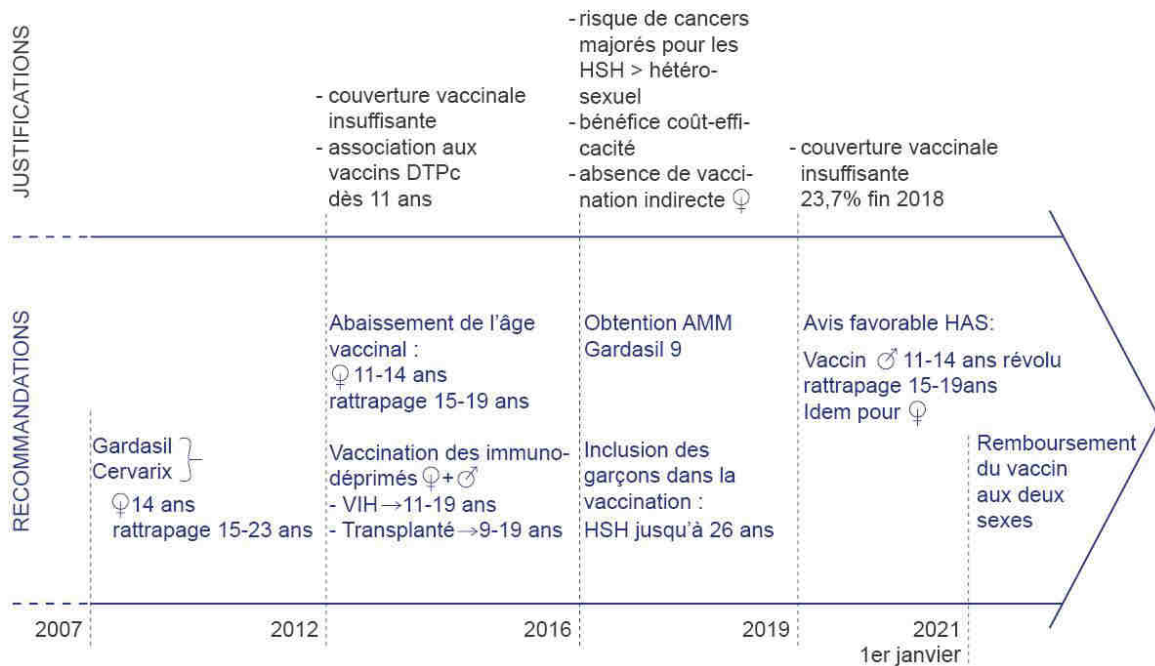 JUSTIFICATIONS
- couverture vaccinale
insuffisante
- association aux
vaccins DTPc
dès 11 ans
- risque de cancers
majorés pour les
HSH > hétéro-
sexuel
- bénéfice coût-effi-
cacité
- absence de vacci-
nation indirecte ♀
- couverture vaccinale
insuffisante
23,7% fin 2018
RECOMMANDATIONS
Gardasil
Cervarix
♀ 14 ans
rattrapage 15-23 ans
Abaissement de l'âge
vaccinal :
♀ 11-14 ans
rattrapage 15-19 ans
Vaccination des immuno-
déprimés ♀+♂
- VIH → 11-19 ans
- Transplanté → 9-19 ans
Obtention AMM
Gardasil 9
Inclusion des
garçons dans la
vaccination :
HSH jusqu'à 26 ans
Avis favorable HAS:
Vaccin ♂ 11-14 ans révolu
rattrapage 15-19ans
Idem pour ♀
Remboursement
du vaccin
aux deux
sexes
2007
2012
2016
2019
2021
1er janvier